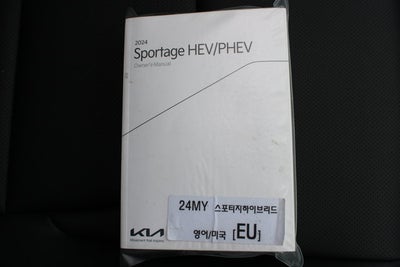 2024
Sportage HEV/PHEV
Owner's Manual
24MY 스포티지하이브리드
영어/미국 [EU]
KIA
Movement that inspires